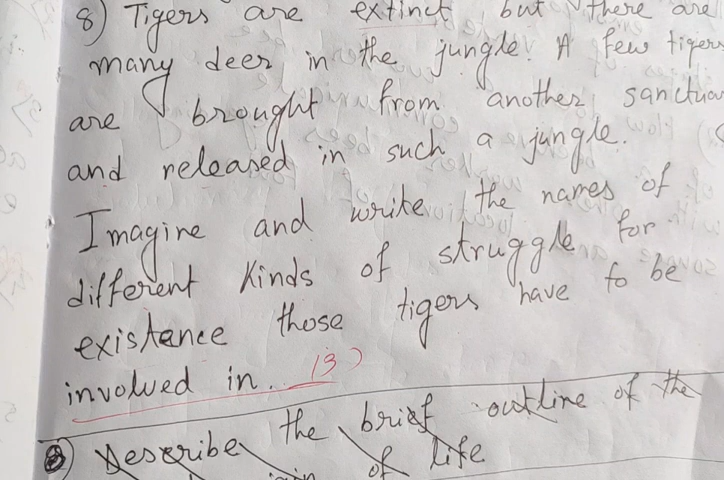 8) Tigers are extinct but there are
many deer in the jungle. A few tigers
are brought from another sanctua
and released in such a jungle.
Imagine and write the names of
different kinds of struggle for
existance those tigers have to be
involved in. (3)
Describe the brief outline of the
of life